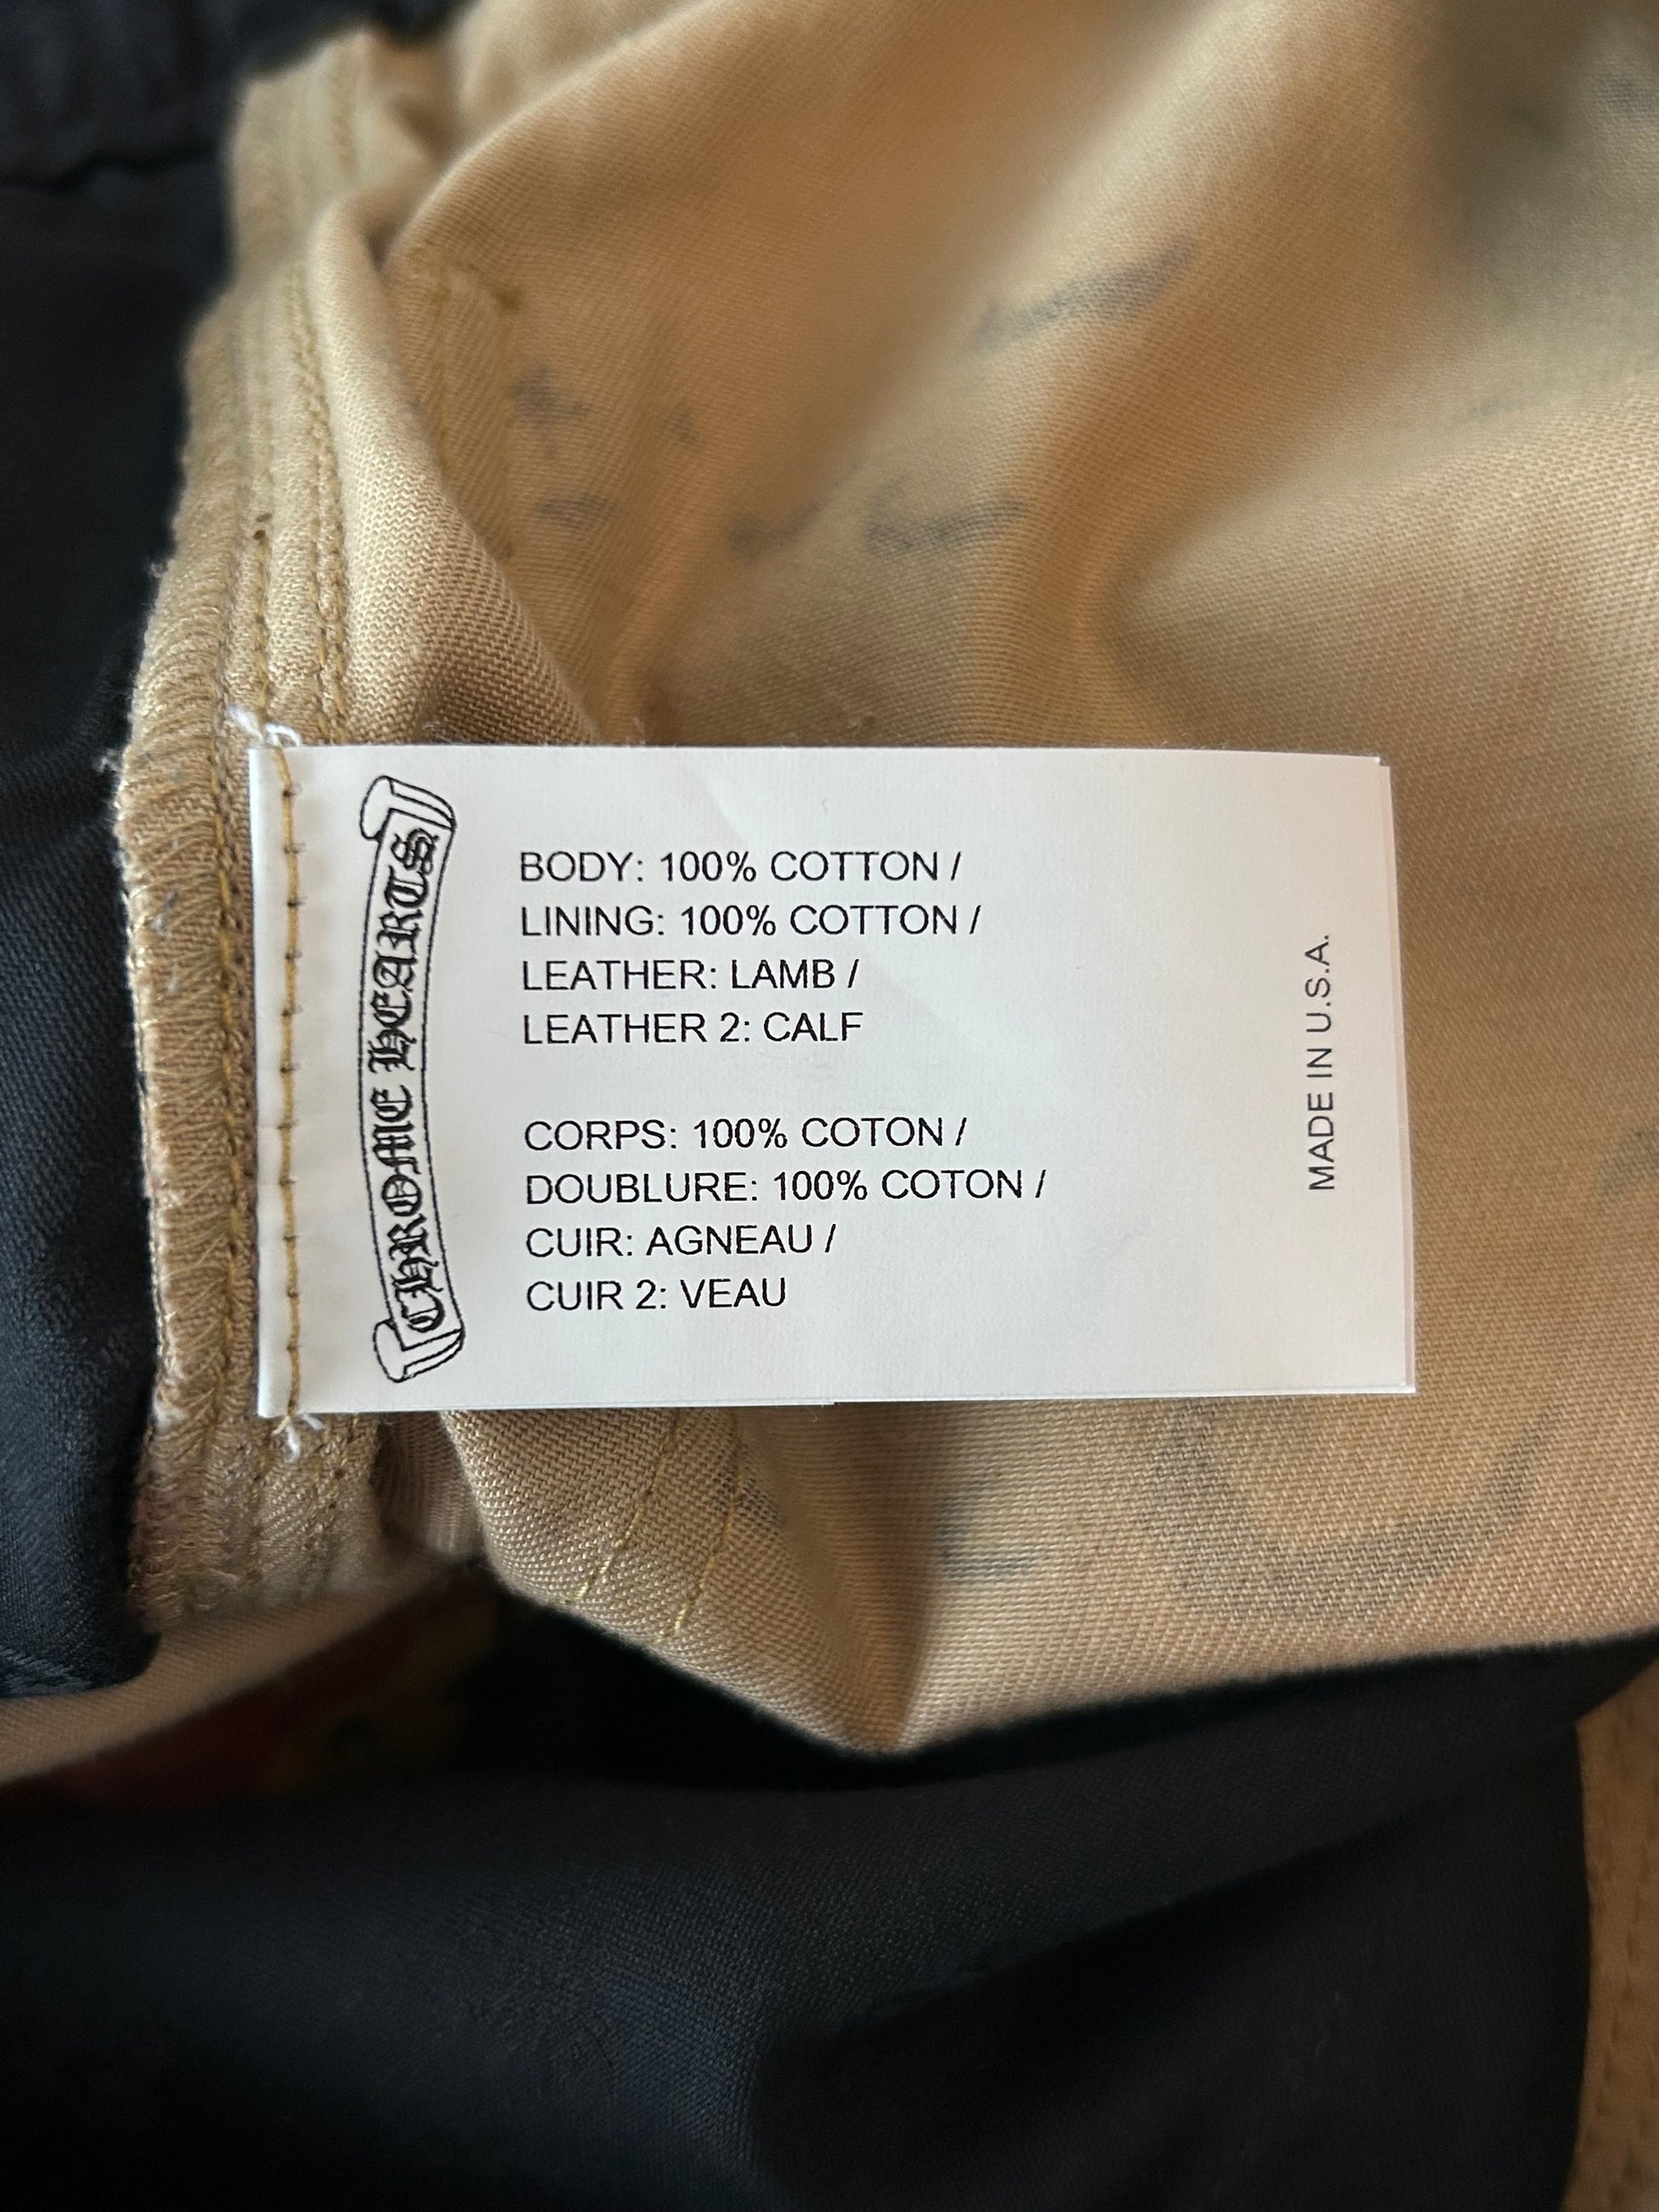 CHROME HEARTS
BODY: 100% COTTON /
LINING: 100% COTTON /
LEATHER: LAMB /
LEATHER 2: CALF
CORPS: 100% COTON /
DOUBLURE: 100% COTON /
CUIR: AGNEAU /
CUIR 2: VEAU
MADE IN U.S.A.